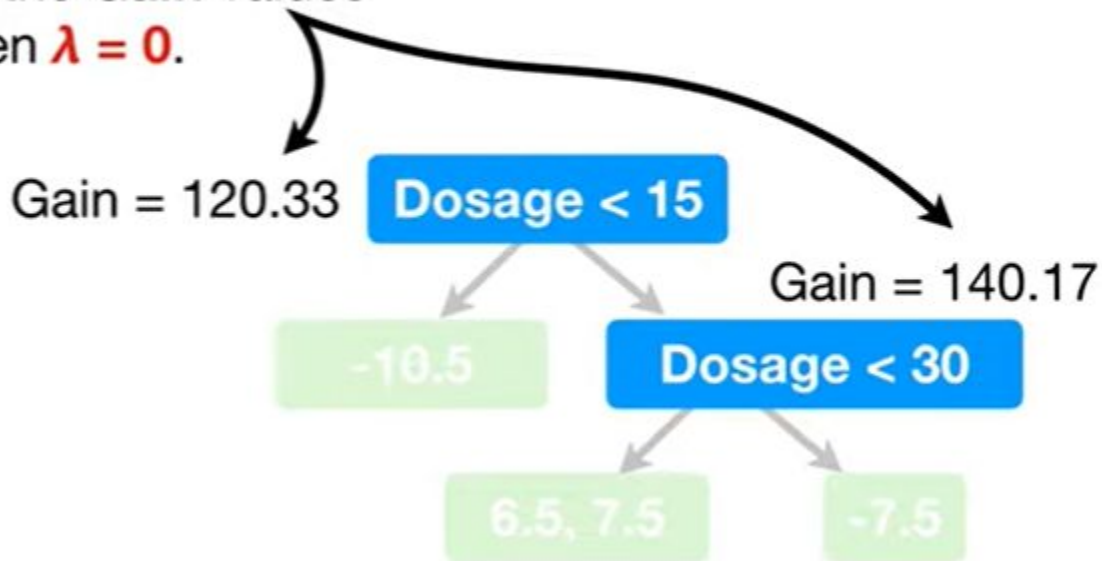 en λ = 0.
Gain = 120.33
Dosage < 15
Gain = 140.17
-10.5
Dosage < 30
6.5, 7.5
-7.5